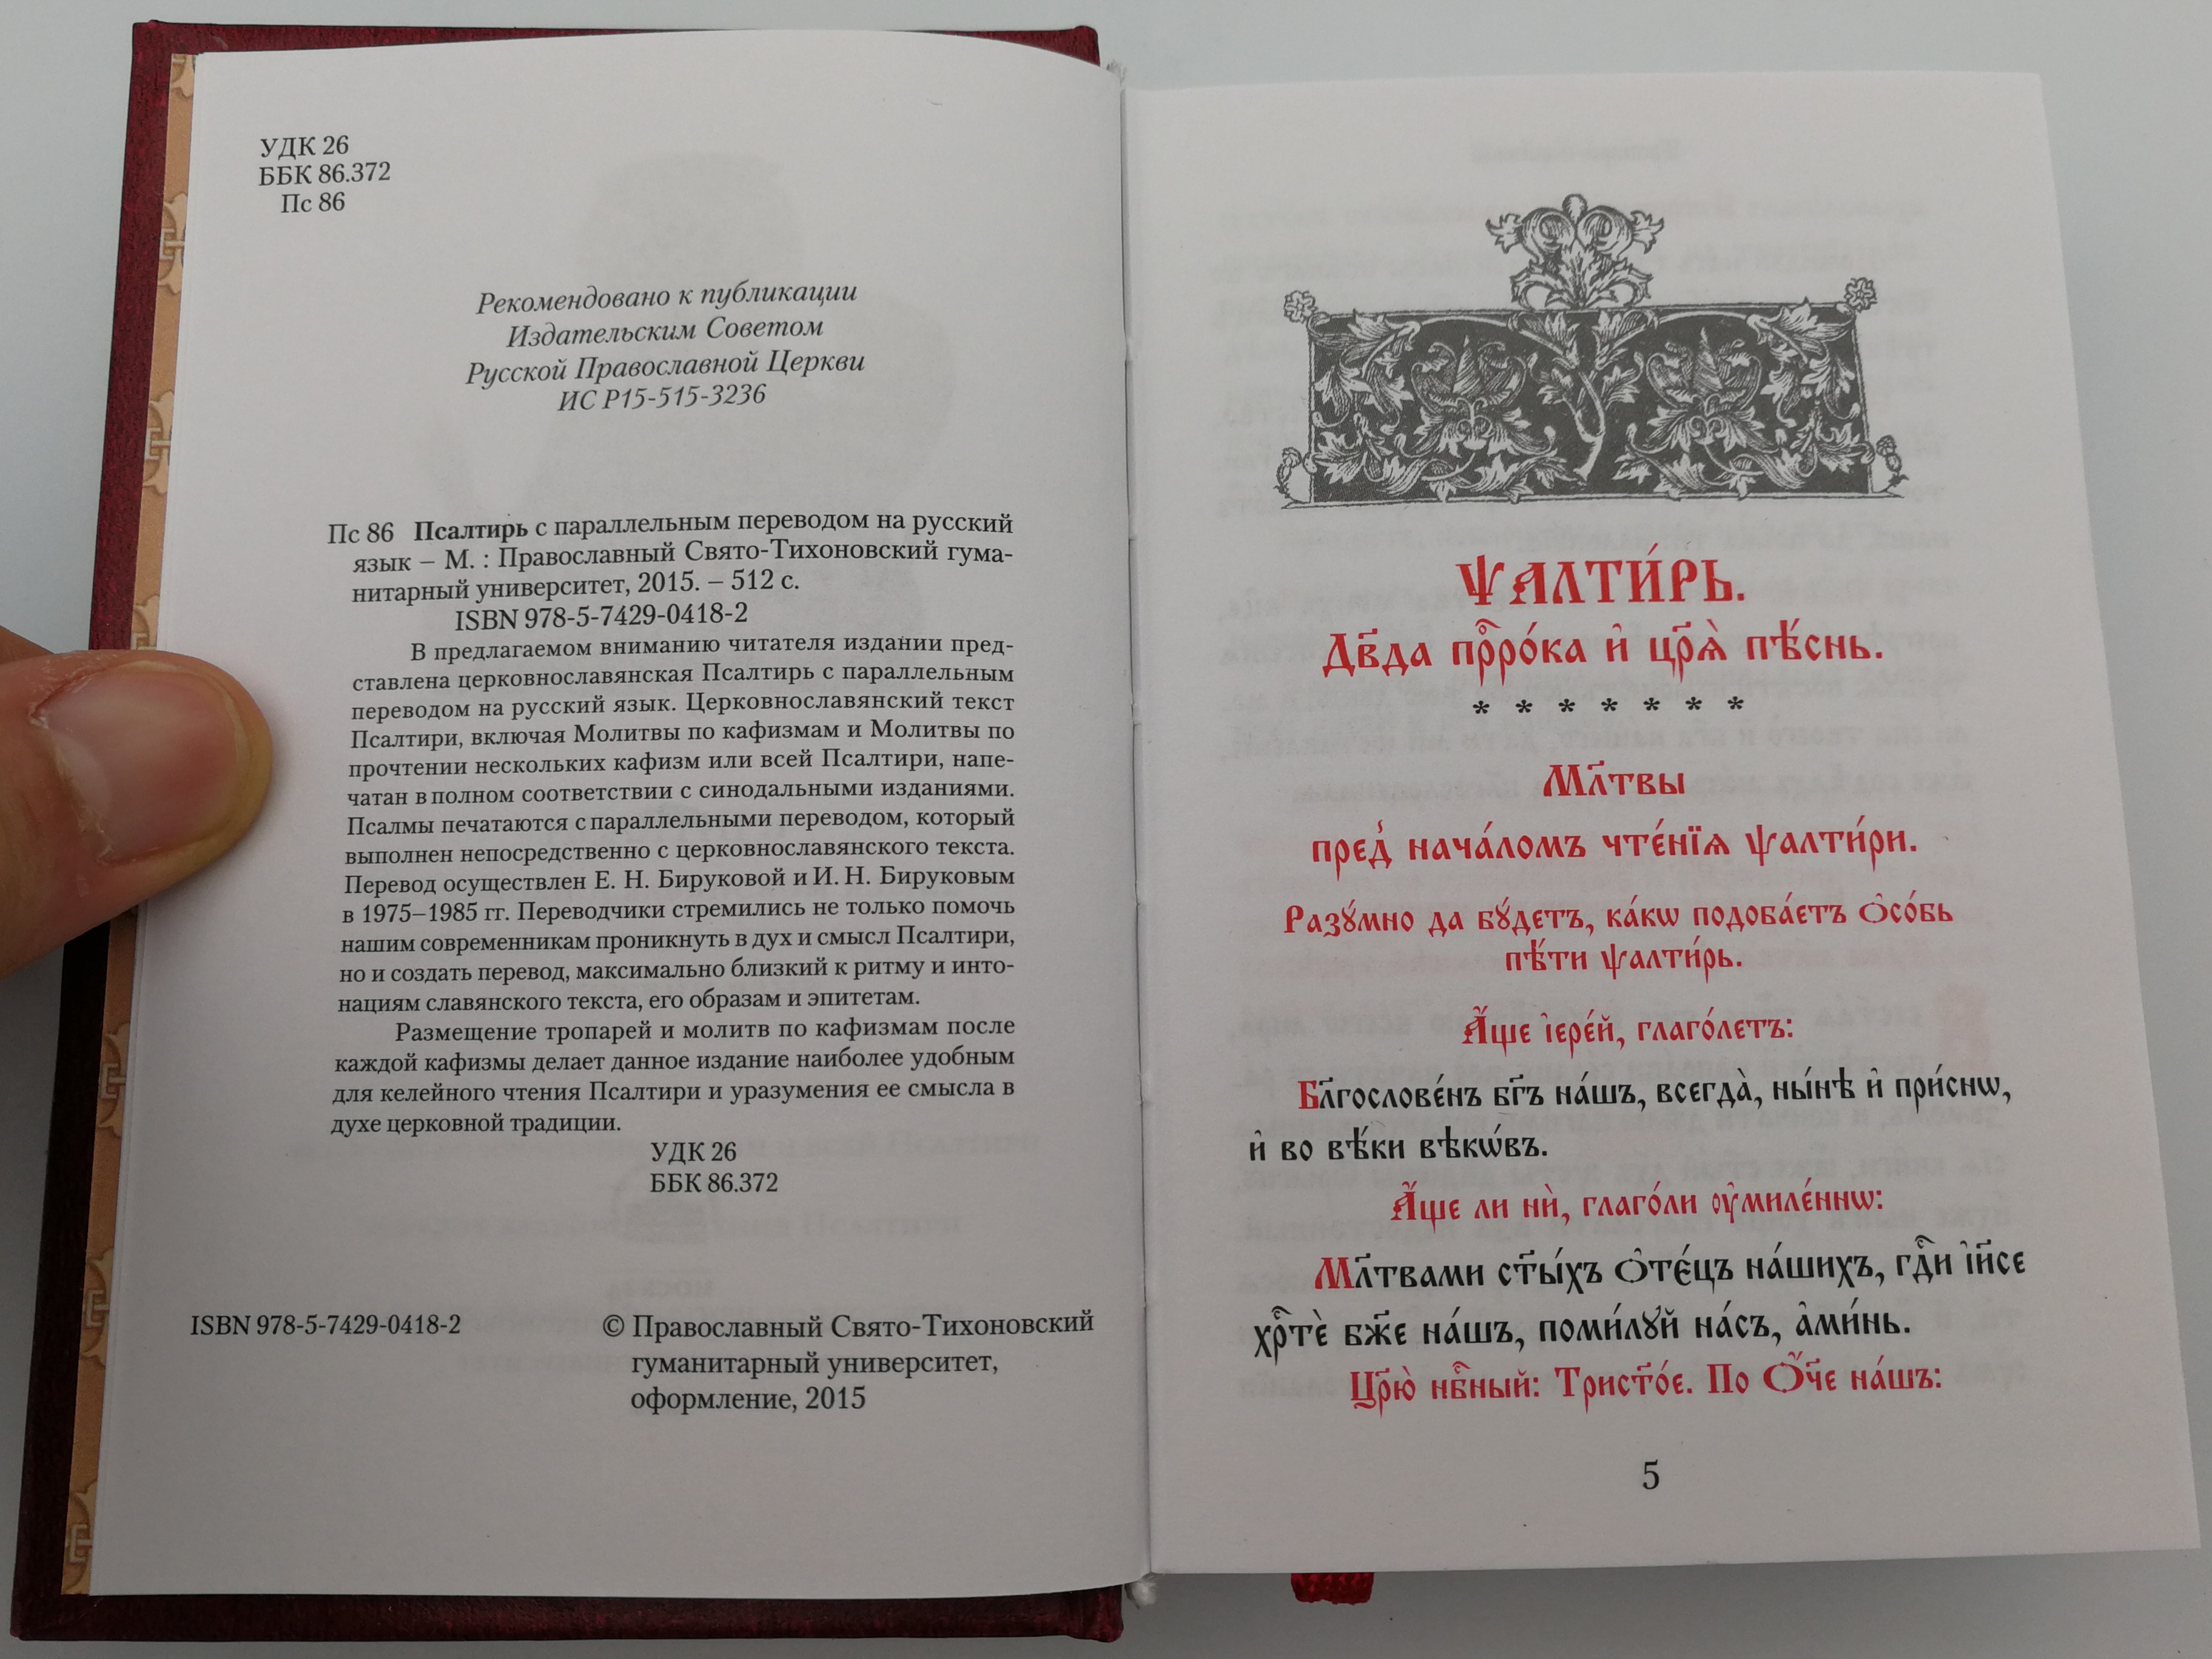 УДК 26
ББК 86.372
Пс 86
Рекомендовано к публикации
Издательским Советом
Русской Православной Церкви
ИС Р15-515-3236
Пс 86 Псалтирь с параллельным переводом на русский
язык – М. : Православный Свято-Тихоновский гума-
нитарный университет, 2015. – 512 с.
ISBN 978-5-7429-0418-2
В предлагаемом вниманию читателя издании пред-
ставлена церковнославянская Псалтирь с параллельным
переводом на русский язык. Церковнославянский текст
Псалтири, включая Молитвы по кафизмам и Молитвы по
прочтении нескольких кафизм или всей Псалтири, напе-
чатан в полном соответствии с синодальными изданиями.
Псалмы печатаются с параллельными переводом, который
выполнен непосредственно с церковнославянского текста.
Перевод осуществлен Е. Н. Бируковой и И. Н. Бируковым
в 1975–1985 гг. Переводчики стремились не только помочь
нашим современникам проникнуть в дух и смысл Псалтири,
но и создать перевод, максимально близкий к ритму и инто-
нациям славянского текста, его образам и эпитетам.
Размещение тропарей и молитв по кафизмам после
каждой кафизмы делает данное издание наиболее удобным
для келейного чтения Псалтири и уразумения ее смысла в
духе церковной традиции.
УДК 26
ББК 86.372
ISBN 978-5-7429-0418-2
© Православный Свято-Тихоновский
гуманитарный университет,
оформление, 2015
Ѱалти́рь.
Дв҃да прⷪ҇ро́ка и҆ цр҃ѧ̀ пѣ́снь.
* * * * * * *
Мл҃твы
пред̾ нача́ломъ чте́нїѧ ѱалти́ри.
Разꙋ́мно да бꙋ́детъ, ка́кѡ подоба́етъ ѻ҆со́бь
пѣ́ти ѱалти́рь.
А҆́ще і҆ере́й, глаго́летъ:
Бл҃гослове́нъ бг҃ъ на́шъ, всегда̀, ны́нѣ и҆ при́снѡ,
и҆ во вѣ́ки вѣкѡ́въ.
А҆́ще ли нѝ, глаго́ли ᲂу҆миле́ннѡ:
Мл҃твами ст҃ы́хъ ѻ҆тє́цъ на́шихъ, гдⷭ҇и і҆и҃се
хрⷭ҇тѐ бж҃е на́шъ, поми́лꙋй на́съ, а҆ми́нь.
Цр҃ю̀ нбⷭ҇ный: Трист҃о́е. По Ѻ҆́ч҃е на́шъ:
5